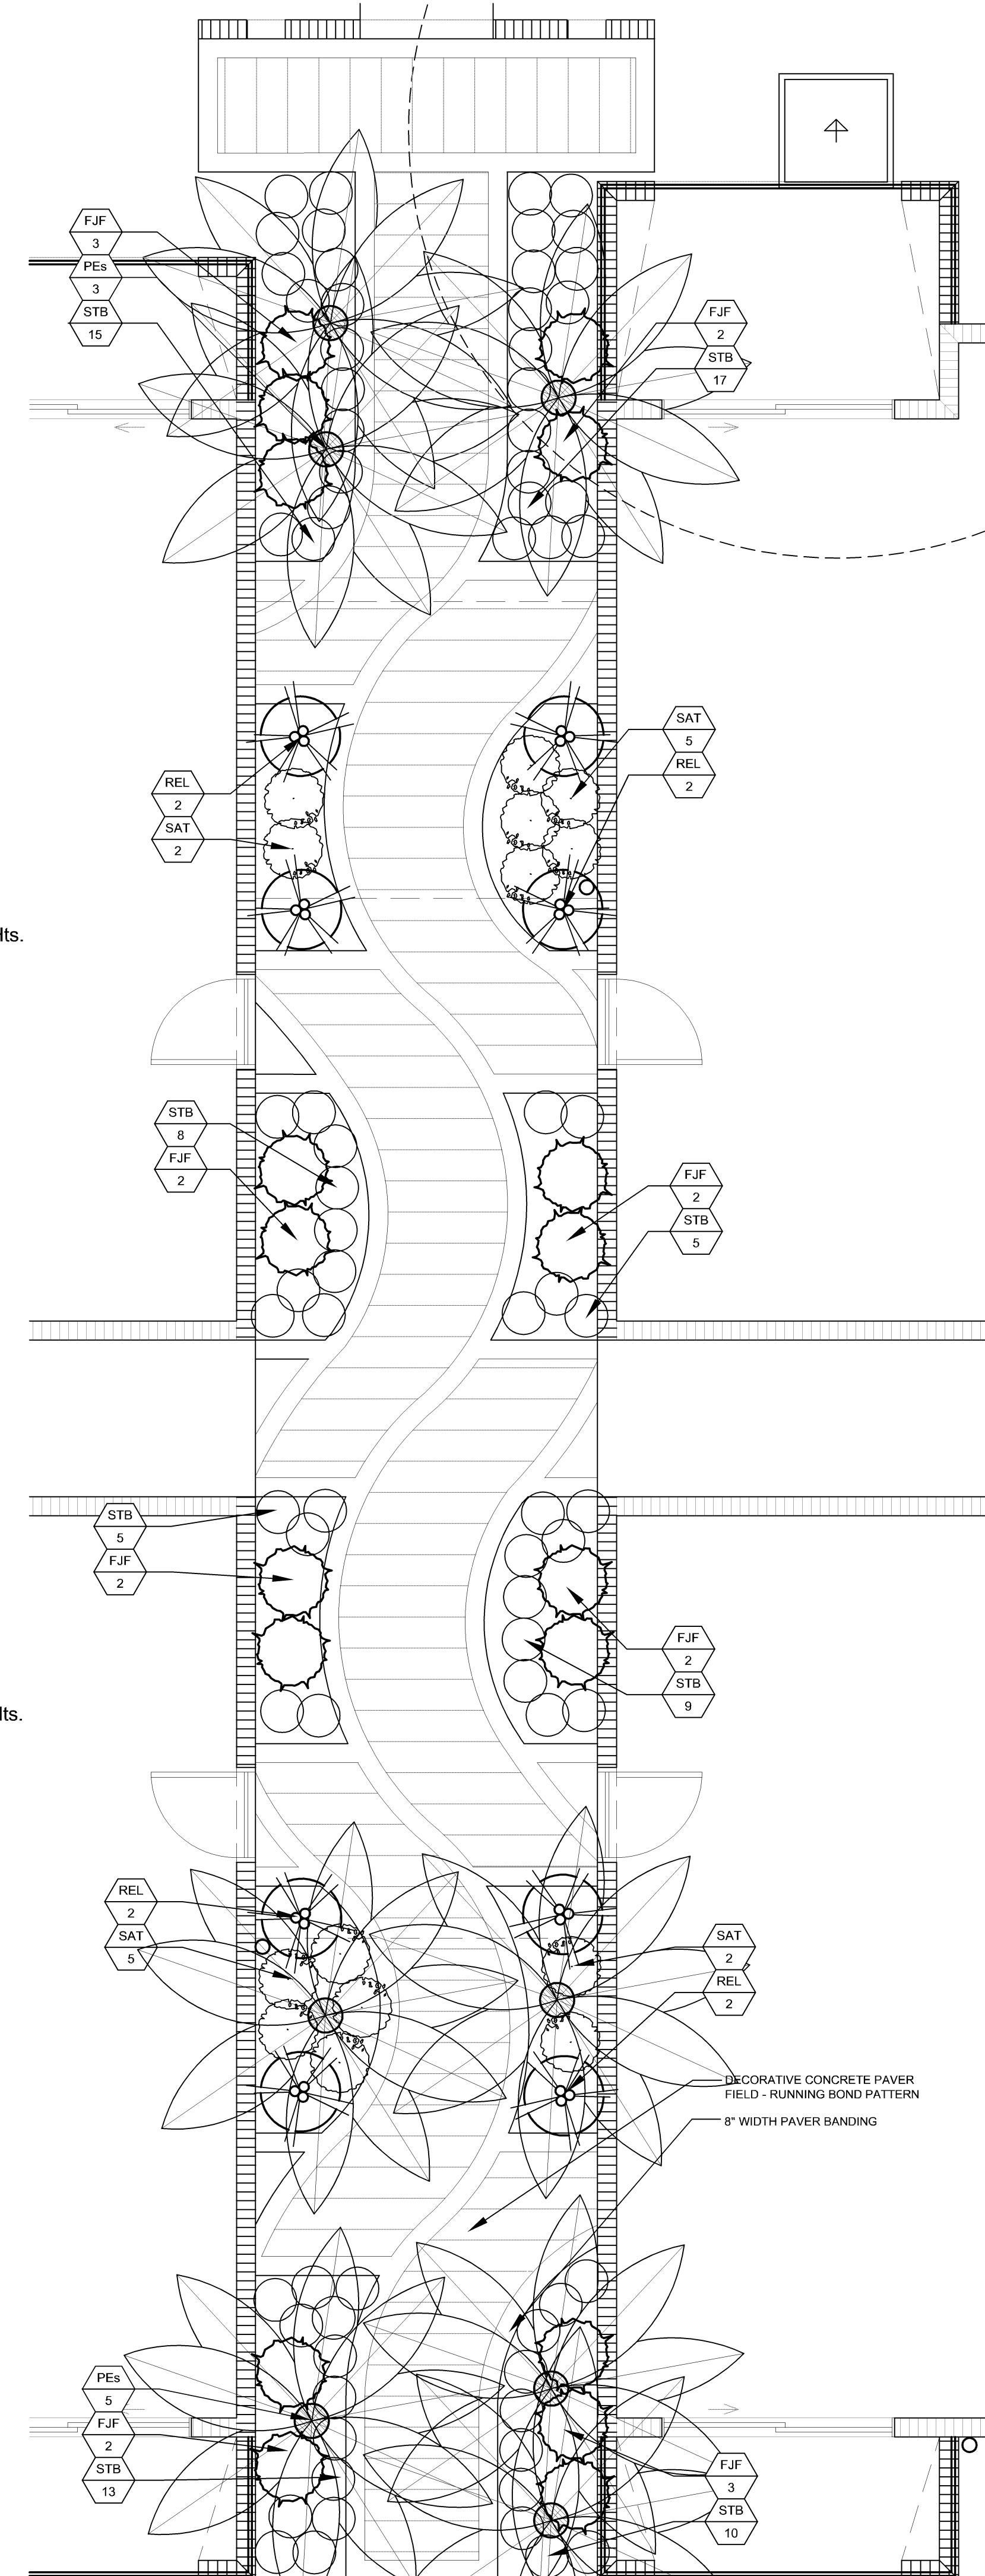 FJF
3
PEs
3
STB
15
FJF
2
STB
17
SAT
5
REL
2
REL
2
SAT
2
lts.
STB
8
FJF
2
FJF
2
STB
5
STB
5
FJF
2
FJF
2
STB
9
lts.
REL
2
SAT
5
SAT
2
REL
2
DECORATIVE CONCRETE PAVER
FIELD - RUNNING BOND PATTERN
8" WIDTH PAVER BANDING
PEs
5
FJF
2
STB
13
FJF
3
STB
10